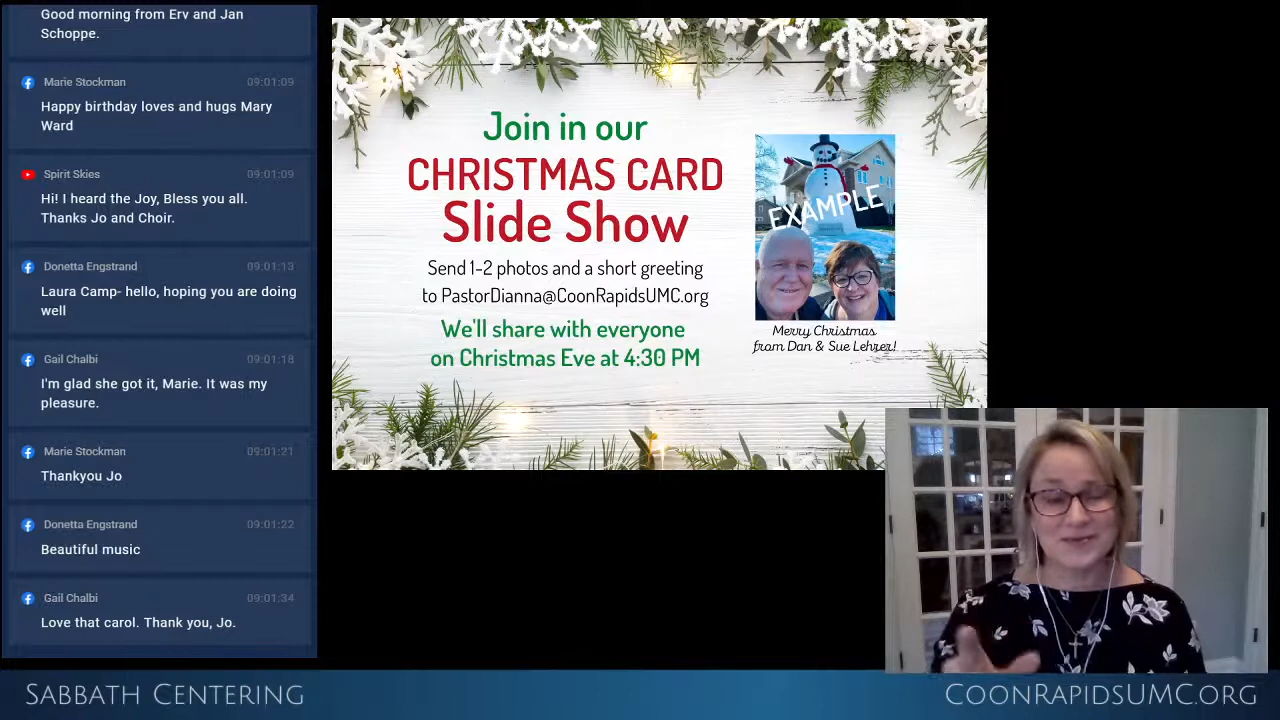 Good morning from Erv and Jan
Schoppe.
Marie Stockman 09:01:09
Happy birthday loves and hugs Mary
Ward
Spirit Skies 09:01:09
Hi! I heard the Joy, Bless you all.
Thanks Jo and Choir.
Donetta Engstrand 09:01:13
Laura Camp- hello, hoping you are doing
well
Gail Chalbi 09:01:18
I'm glad she got it, Marie. It was my
pleasure.
Marie Stockman 09:01:21
Thankyou Jo
Donetta Engstrand 09:01:22
Beautiful music
Gail Chalbi 09:01:34
Love that carol. Thank you, Jo.
Join in our
CHRISTMAS CARD
Slide Show
Send 1-2 photos and a short greeting
to PastorDianna@CoonRapidsUMC.org
We'll share with everyone
on Christmas Eve at 4:30 PM
EXAMPLE
Merry Christmas
from Dan & Sue Lehrer!
Sabbath Centering
CoonRapidsUMC.org